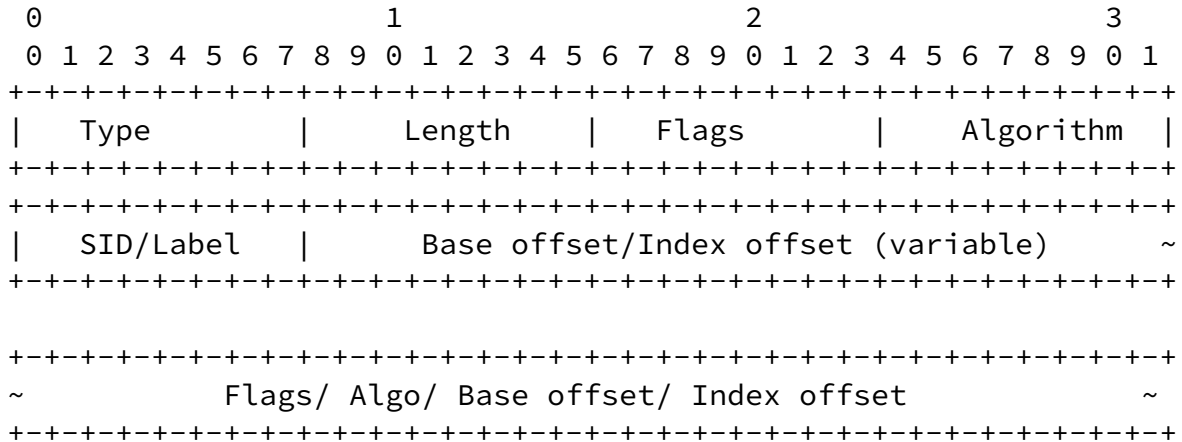 0                   1                   2                   3
 0 1 2 3 4 5 6 7 8 9 0 1 2 3 4 5 6 7 8 9 0 1 2 3 4 5 6 7 8 9 0 1
+-+-+-+-+-+-+-+-+-+-+-+-+-+-+-+-+-+-+-+-+-+-+-+-+-+-+-+-+-+-+-+-+
|   Type        |     Length    |   Flags       |    Algorithm  |
+-+-+-+-+-+-+-+-+-+-+-+-+-+-+-+-+-+-+-+-+-+-+-+-+-+-+-+-+-+-+-+-+
+-+-+-+-+-+-+-+-+-+-+-+-+-+-+-+-+-+-+-+-+-+-+-+-+-+-+-+-+-+-+-+-+
|   SID/Label   |      Base offset/Index offset (variable)      ~
+-+-+-+-+-+-+-+-+-+-+-+-+-+-+-+-+-+-+-+-+-+-+-+-+-+-+-+-+-+-+-+-+

+-+-+-+-+-+-+-+-+-+-+-+-+-+-+-+-+-+-+-+-+-+-+-+-+-+-+-+-+-+-+-+-+
~           Flags/ Algo/ Base offset/ Index offset             ~
+-+-+-+-+-+-+-+-+-+-+-+-+-+-+-+-+-+-+-+-+-+-+-+-+-+-+-+-+-+-+-+-+